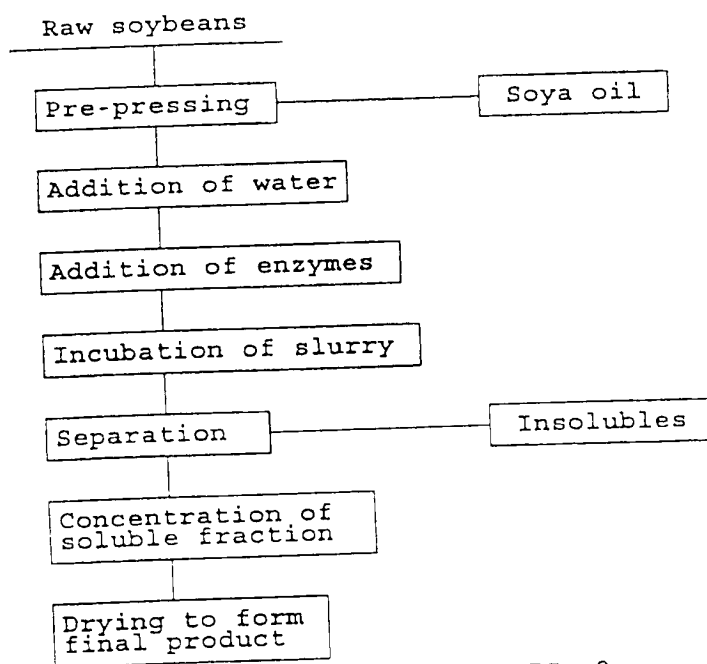 Raw soybeans
Pre-pressing
Soya oil
Addition of water
Addition of enzymes
Incubation of slurry
Separation
Insolubles
Concentration of
soluble fraction
Drying to form
final product